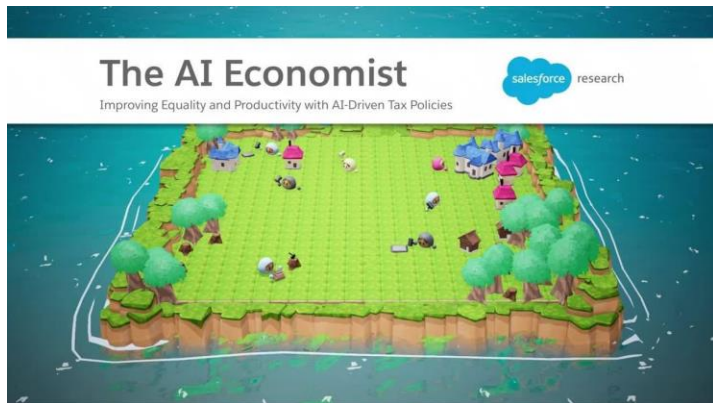 The AI Economist
Improving Equality and Productivity with AI-Driven Tax Policies
salesforce research